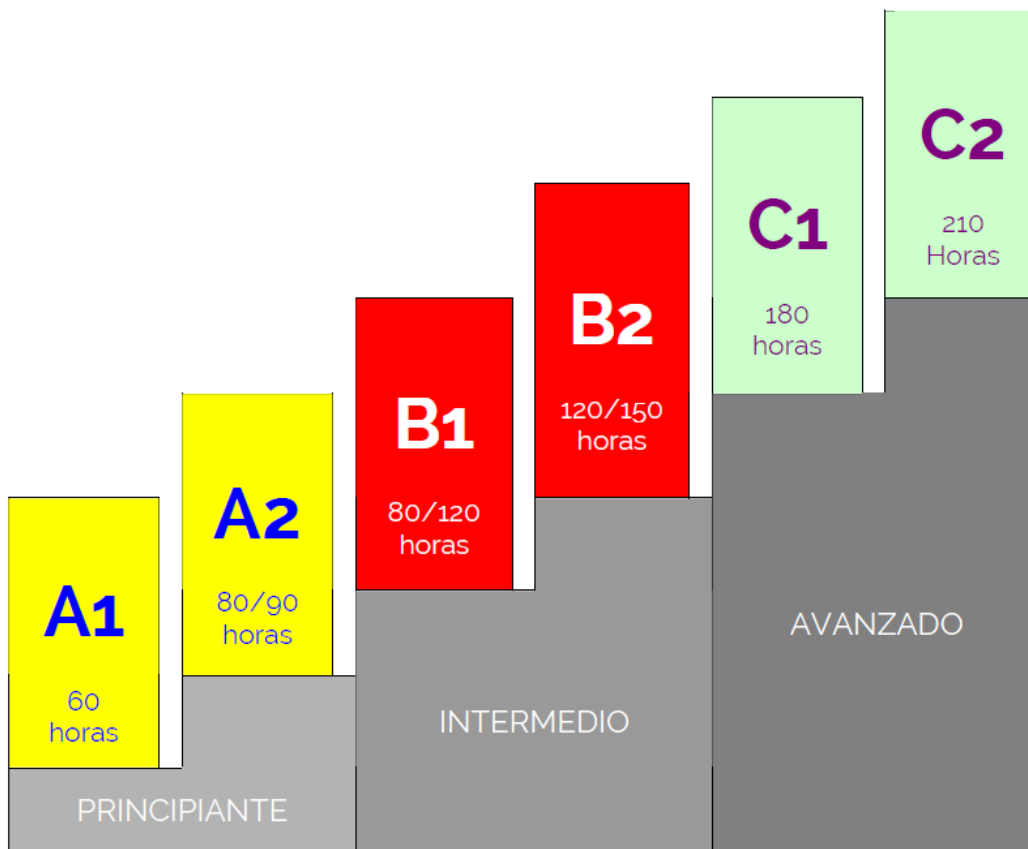 A1
60
horas
A2
80/90
horas
PRINCIPIANTE
B1
80/120
horas
B2
120/150
horas
INTERMEDIO
C1
180
horas
C2
210
Horas
AVANZADO